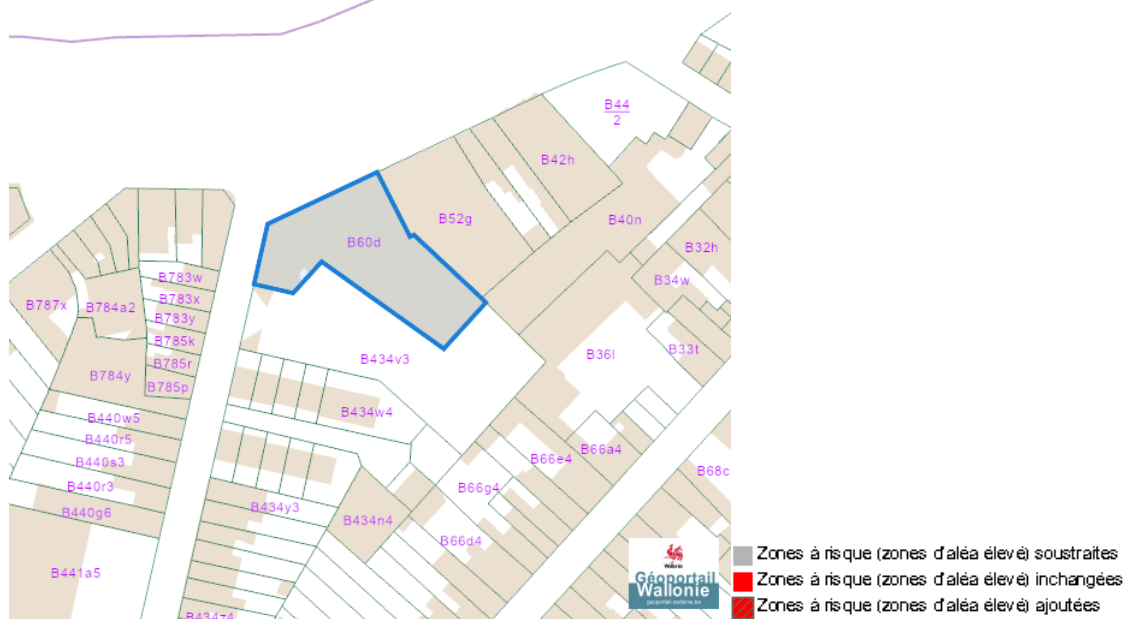 B44
2
B42h
B52g
B40n
B60d
B32h
B783w
B34w
B787x
B784a2
B783x
B783y
B785k
B33t
B434v3
B36l
B785r
B784y
B785p
B434w4
B440w5
B440r5
B66a4
B66e4
B440s3
B68c
B440r3
B66g4
B434y3
B440g6
B434n4
B66d4
B441a5
B434z4
Wallonie
Géoportail
Wallonie
geoportail.wallonie.be
Zones à risque (zones d'aléa élevé) soustraites
Zones à risque (zones d'aléa élevé) inchangées
Zones à risque (zones d'aléa élevé) ajoutées